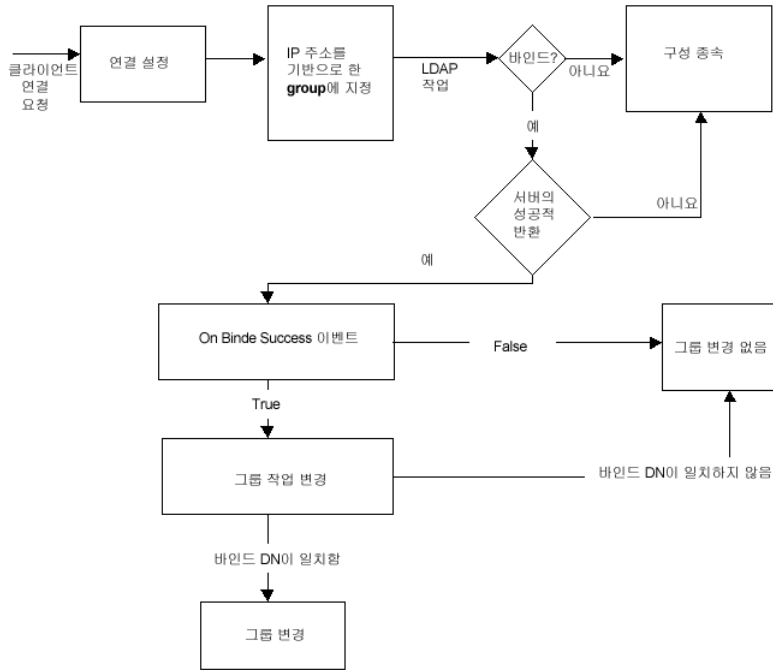 클라이언트
연결
요청
연결 설정
IP 주소를
기반으로 한
group에 지정
LDAP
작업
바인드?
아니요
구성 종속
예
서버의
성공적
반환
아니요
예
On Binde Success 이벤트
False
그룹 변경 없음
True
그룹 작업 변경
바인드 DN이 일치하지 않음
바인드 DN이 일치함
그룹 변경